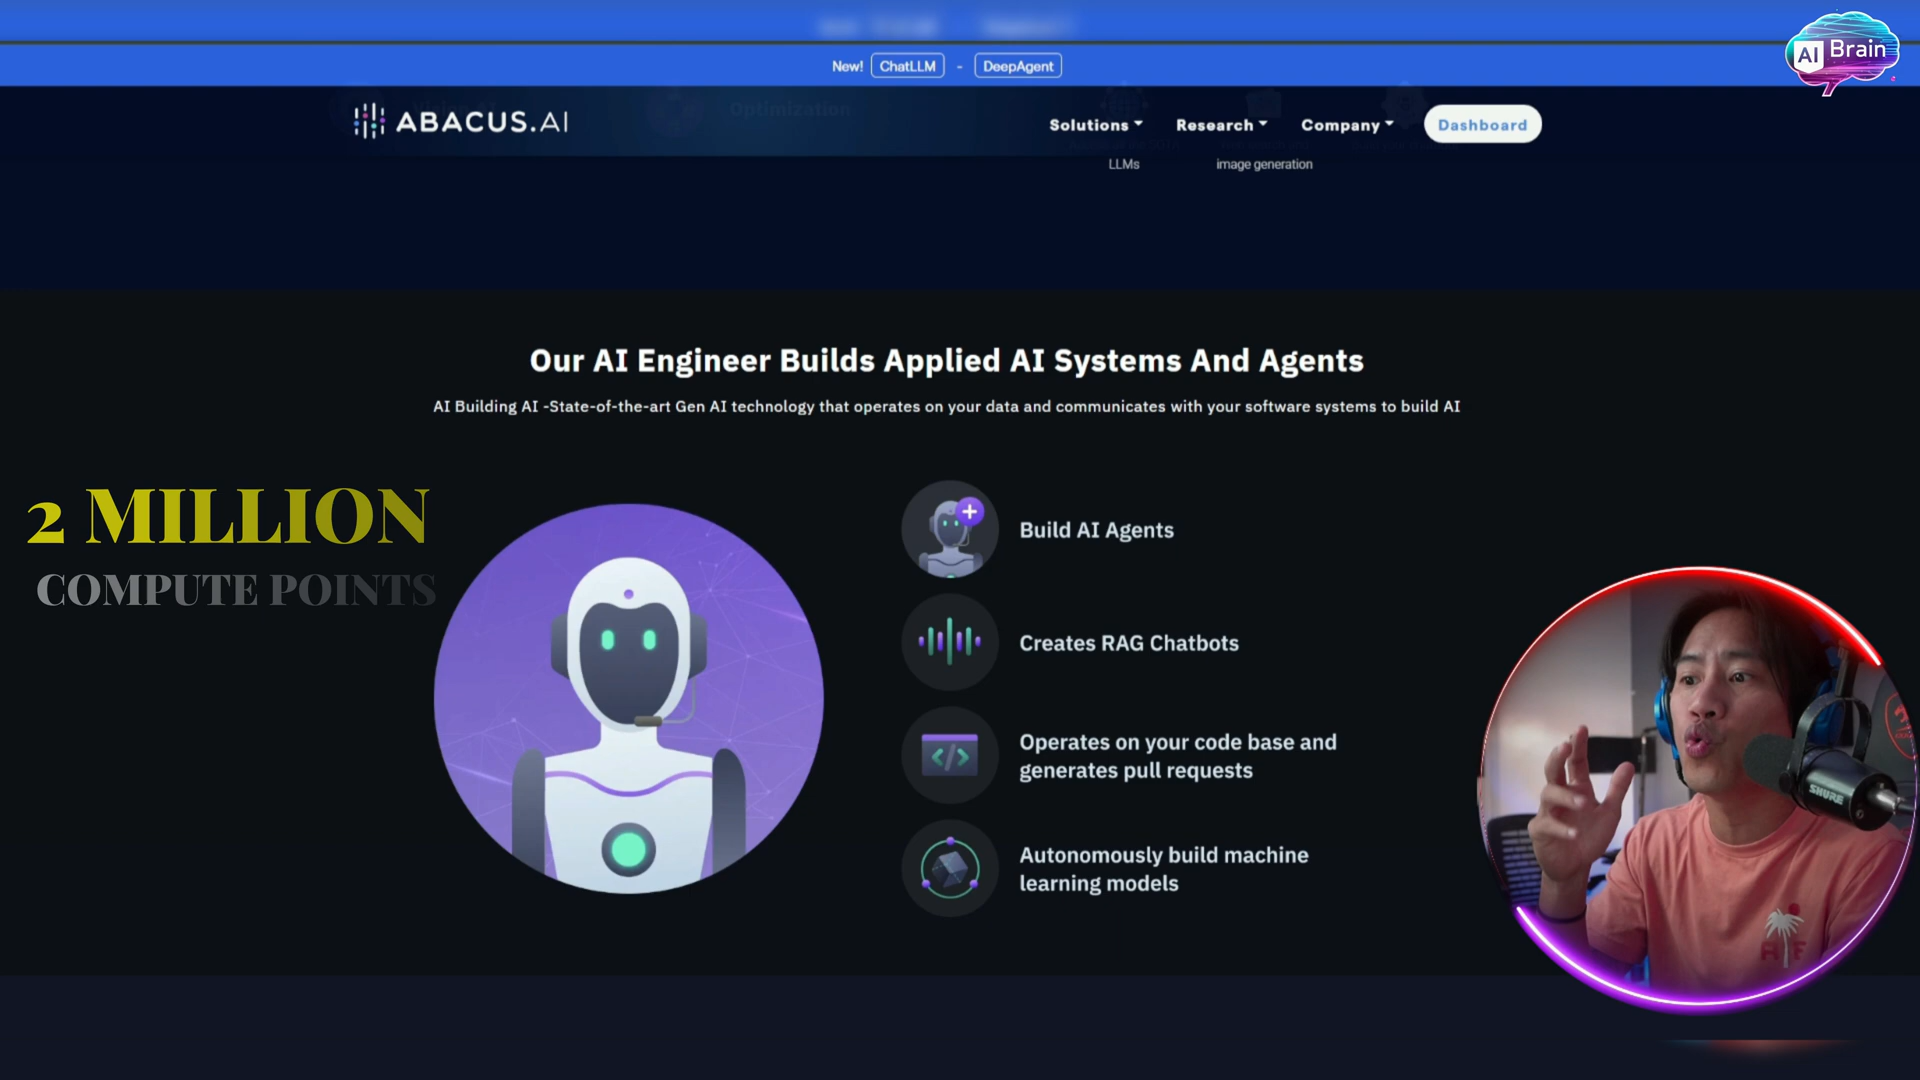 New! ChatLLM - DeepAgent
AI Brain
ABACUS.AI
Optimization
Solutions Research Company Dashboard
LLMs image generation
Our AI Engineer Builds Applied AI Systems And Agents
AI Building AI -State-of-the-art Gen AI technology that operates on your data and communicates with your software systems to build AI
2 MILLION
COMPUTE POINTS
Build AI Agents
Creates RAG Chatbots
Operates on your code base and
generates pull requests
Autonomously build machine
learning models
SHURE